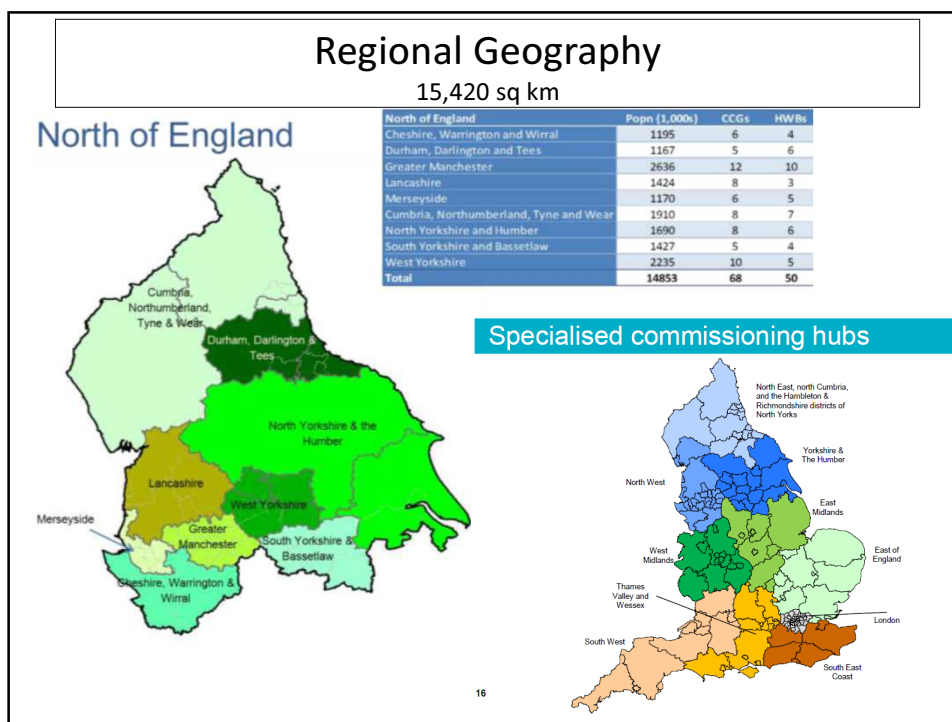 Regional Geography
15,420 sq km
North of England
North of England Popn (1,000s) CCGs HWBs
Cheshire, Warrington and Wirral 1195 6 4
Durham, Darlington and Tees 1167 5 6
Greater Manchester 2636 12 10
Lancashire 1424 8 3
Merseyside 1170 6 5
Cumbria, Northumberland, Tyne and Wear 1910 8 7
North Yorkshire and Humber 1690 8 6
South Yorkshire and Bassetlaw 1427 5 4
West Yorkshire 2235 10 5
Total 14853 68 50
Cumbria,
Northumberland,
Tyne & Wear
Durham, Darlington &
Tees
North Yorkshire & the
Humber
Lancashire
West Yorkshire
Merseyside
Greater
Manchester
South Yorkshire &
Bassetlaw
Cheshire, Warrington &
Wirral
Specialised commissioning hubs
North East, north Cumbria,
and the Hambleton &
Richmondshire districts of
North Yorks
Yorkshire &
The Humber
North West
East
Midlands
West
Midlands
East of
England
Thames
Valley and
Wessex
London
South West
South East
Coast
16